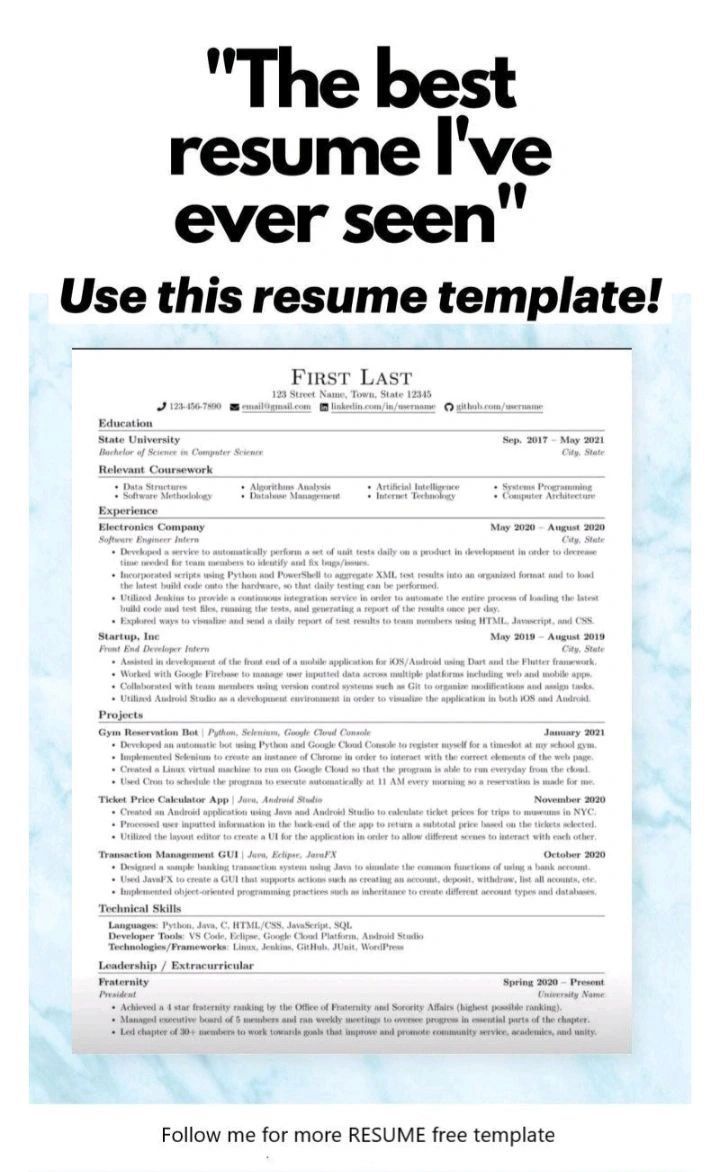 "The best
resume I've
ever seen"
Use this resume template!
First Last
123 Street Name, Town, State 12345
123-456-7890 email@gmail.com linkedin.com/in/username github.com/username
Education
State University Sep. 2017 – May 2021
Bachelor of Science in Computer Science City, State
Relevant Coursework
• Data Structures • Algorithms Analysis • Artificial Intelligence • Systems Programming
• Software Methodology • Database Management • Internet Technology • Computer Architecture
Experience
Electronics Company May 2020 – August 2020
Software Engineer Intern City, State
• Developed a service to automatically perform a set of unit tests daily on a product in development in order to decrease
time needed for team members to identify and fix bugs/issues.
• Incorporated scripts using Python and PowerShell to aggregate XML test results into an organized format and to load
the latest build code onto the hardware, so that daily testing can be performed.
• Utilized Jenkins to provide a continuous integration service in order to automate the entire process of loading the latest
build code and test files, running the tests, and generating a report of the results once per day.
• Explored ways to visualize and send a daily report of test results to team members using HTML, Javascript, and CSS.
Startup, Inc May 2019 – August 2019
Front End Developer Intern City, State
• Assisted in development of the front end of a mobile application for iOS/Android using Dart and the Flutter framework.
• Worked with Google Firebase to manage user inputted data across multiple platforms including web and mobile apps.
• Collaborated with team members using version control systems such as Git to organize modifications and assign tasks.
• Utilized Android Studio as a development environment in order to visualize the application in both iOS and Android.
Projects
Gym Reservation Bot | Python, Selenium, Google Cloud Console January 2021
• Developed an automatic bot using Python and Google Cloud Console to register myself for a timeslot at my school gym.
• Implemented Selenium to create an instance of Chrome in order to interact with the correct elements of the web page.
• Created a Linux virtual machine to run on Google Cloud so that the program is able to run everyday from the cloud.
• Used Cron to schedule the program to execute automatically at 11 AM every morning so a reservation is made for me.
Ticket Price Calculator App | Java, Android Studio November 2020
• Created an Android application using Java and Android Studio to calculate ticket prices for trips to museums in NYC.
• Processed user inputted information in the back-end of the app to return a subtotal price based on the tickets selected.
• Utilized the layout editor to create a UI for the application in order to allow different scenes to interact with each other.
Transaction Management GUI | Java, Eclipse, JavaFX October 2020
• Designed a sample banking transaction system using Java to simulate the common functions of using a bank account.
• Used JavaFX to create a GUI that supports actions such as creating an account, deposit, withdraw, list all acounts, etc.
• Implemented object-oriented programming practices such as inheritance to create different account types and databases.
Technical Skills
Languages: Python, Java, C, HTML/CSS, JavaScript, SQL
Developer Tools: VS Code, Eclipse, Google Cloud Platform, Android Studio
Technologies/Frameworks: Linux, Jenkins, GitHub, JUnit, WordPress
Leadership / Extracurricular
Fraternity Spring 2020 – Present
President University Name
• Achieved a 4 star fraternity ranking by the Office of Fraternity and Sorority Affairs (highest possible ranking).
• Managed executive board of 5 members and ran weekly meetings to oversee progress in essential parts of the chapter.
• Led chapter of 30+ members to work towards goals that improve and promote community service, academics, and unity.
Follow me for more RESUME free template